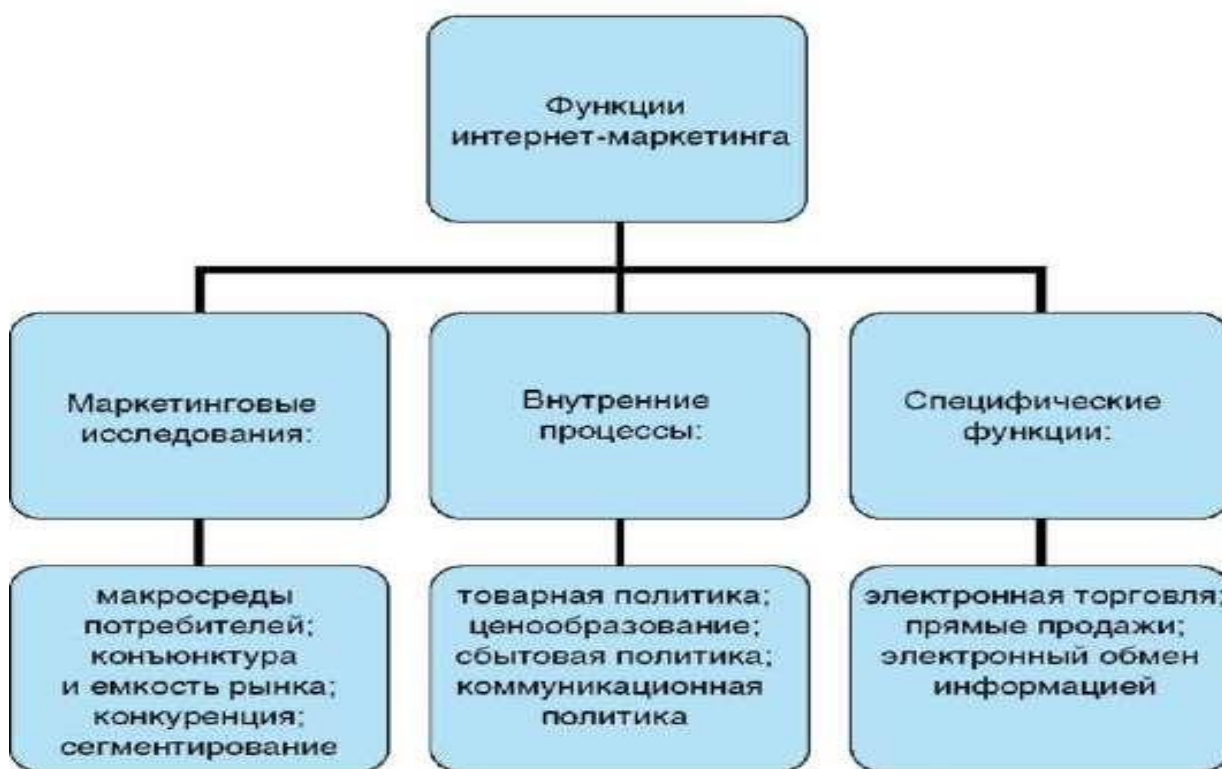 Функции
интернет-маркетинга
Маркетинговые
исследования:
Внутренние
процессы:
Специфические
функции:
макросреды
потребителей;
конъюнктура
и емкость рынка;
конкуренция;
сегментирование
товарная политика;
ценообразование;
сбытовая политика;
коммуникационная
политика
электронная торговля;
прямые продажи;
электронный обмен
информацией